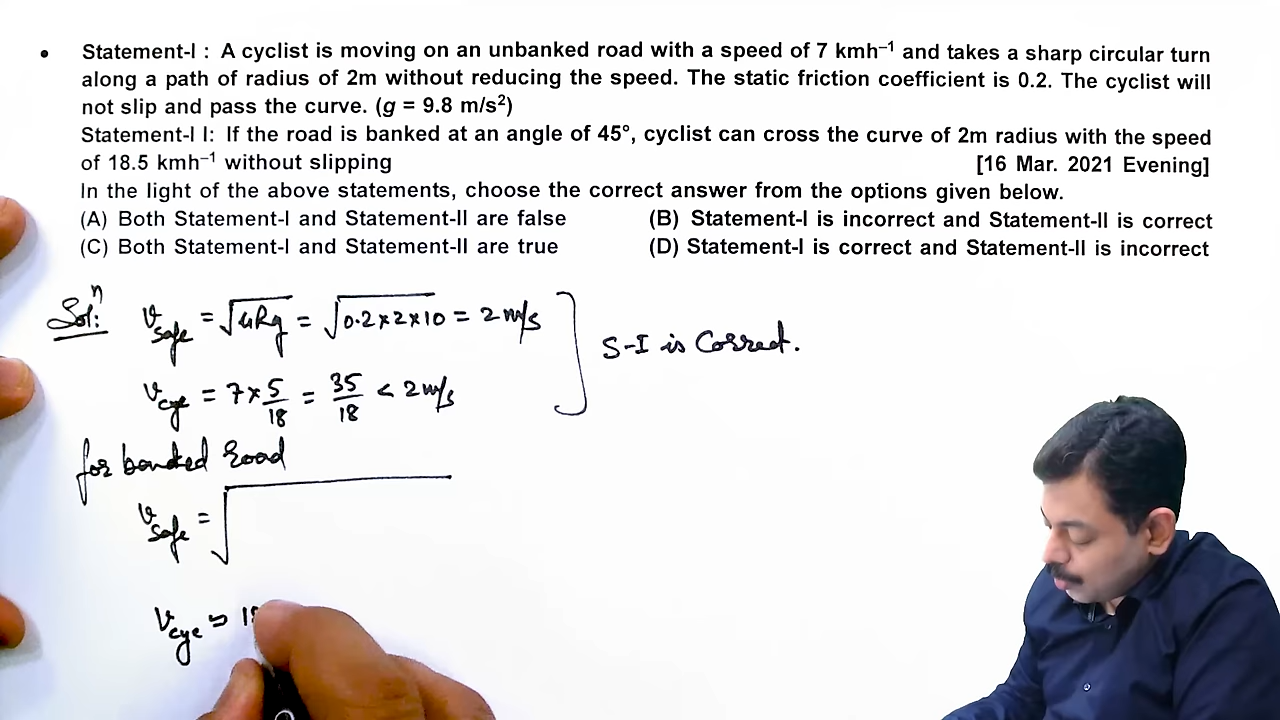 • Statement-I : A cyclist is moving on an unbanked road with a speed of 7 kmh⁻¹ and takes a sharp circular turn
along a path of radius of 2m without reducing the speed. The static friction coefficient is 0.2. The cyclist will
not slip and pass the curve. (g = 9.8 m/s²)
Statement-I I: If the road is banked at an angle of 45°, cyclist can cross the curve of 2m radius with the speed
of 18.5 kmh⁻¹ without slipping [16 Mar. 2021 Evening]
In the light of the above statements, choose the correct answer from the options given below.
(A) Both Statement-I and Statement-II are false (B) Statement-I is incorrect and Statement-II is correct
(C) Both Statement-I and Statement-II are true (D) Statement-I is correct and Statement-II is incorrect
Solⁿ: v_safe = √μRg = √0.2×2×10 = 2 m/s
S-I is Correct.
v_cye = 7×5/18 = 35/18 < 2 m/s
for banked road
v_safe = √
v_cye = 18